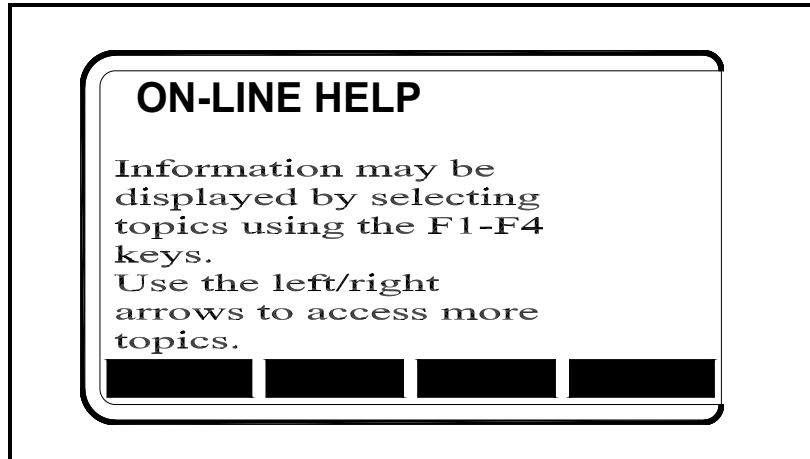 ON-LINE HELP
Information may be
displayed by selecting
topics using the F1-F4
keys.
Use the left/right
arrows to access more
topics.